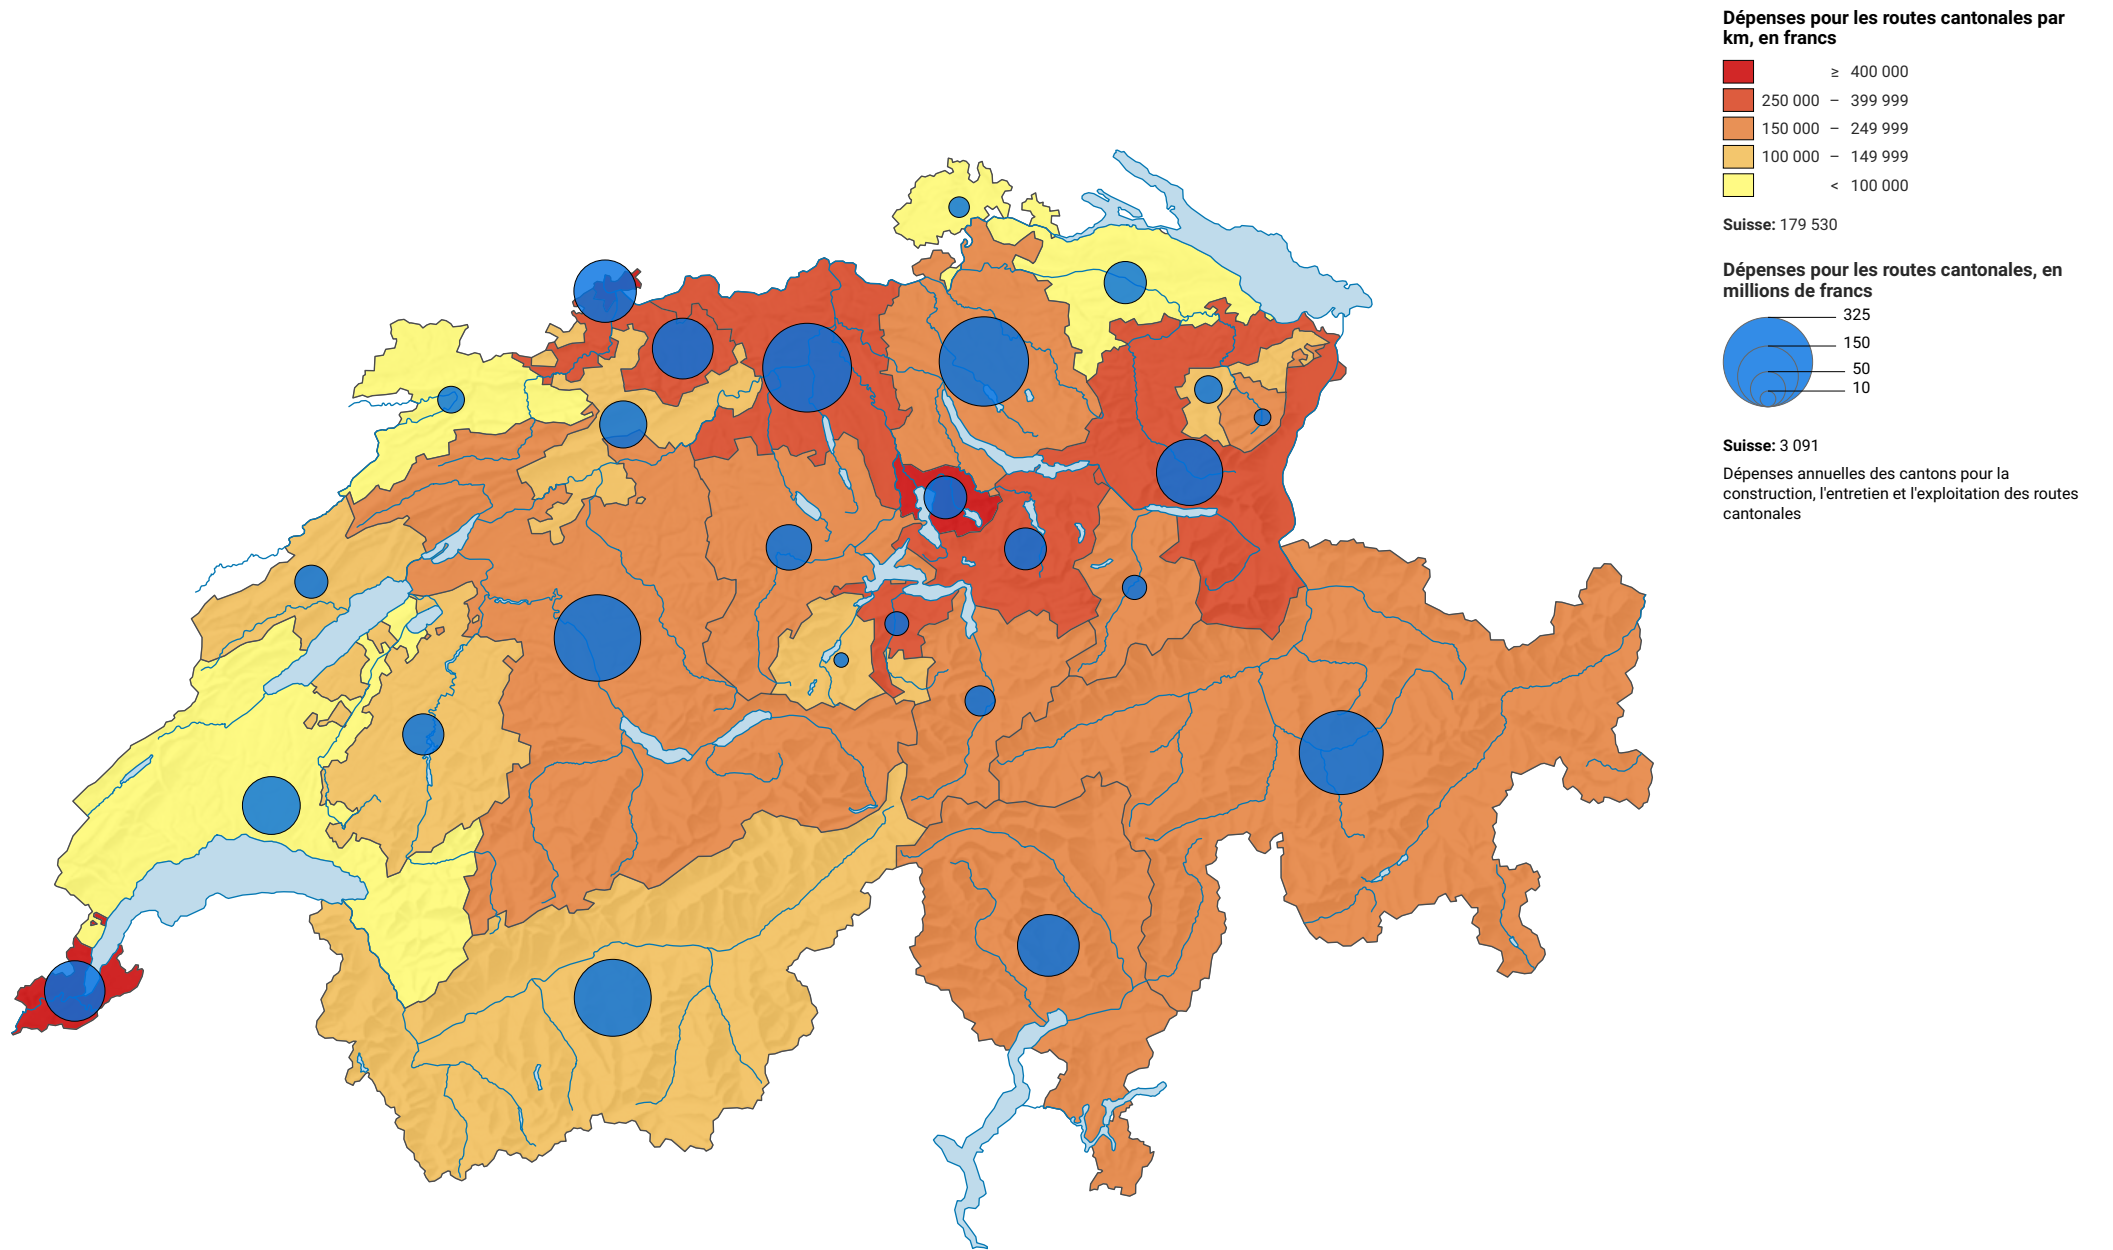 Dépenses pour les routes cantonales par
km, en francs
≥ 400 000
250 000 – 399 999
150 000 – 249 999
100 000 – 149 999
< 100 000
Suisse: 179 530
Dépenses pour les routes cantonales, en
millions de francs
325
150
50
10
Suisse: 3 091
Dépenses annuelles des cantons pour la
construction, l'entretien et l'exploitation des routes
cantonales